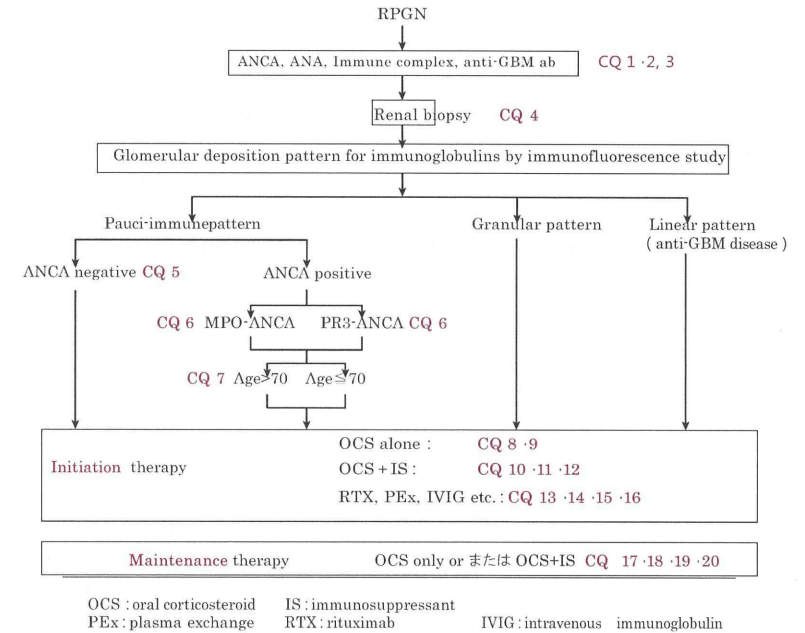 RPGN
ANCA, ANA, Immune complex, anti-GBM ab CQ 1 ·2, 3
Renal biopsy CQ 4
Glomerular deposition pattern for immunoglobulins by immunofluorescence study
Pauci-immunepattern Granular pattern Linear pattern
( anti-GBM disease )
ANCA negative CQ 5 ANCA positive
CQ 6 MPO-ANCA PR3-ANCA CQ 6
CQ 7 Age>70 Age≦70
OCS alone : CQ 8 ·9
Initiation therapy OCS + IS : CQ 10 ·11 ·12
RTX, PEx, IVIG etc. : CQ 13 ·14 ·15 ·16
Maintenance therapy OCS only or または OCS+IS CQ 17 ·18 ·19 ·20
OCS : oral corticosteroid IS : immunosuppressant
PEx : plasma exchange RTX : rituximab IVIG : intravenous immunoglobulin